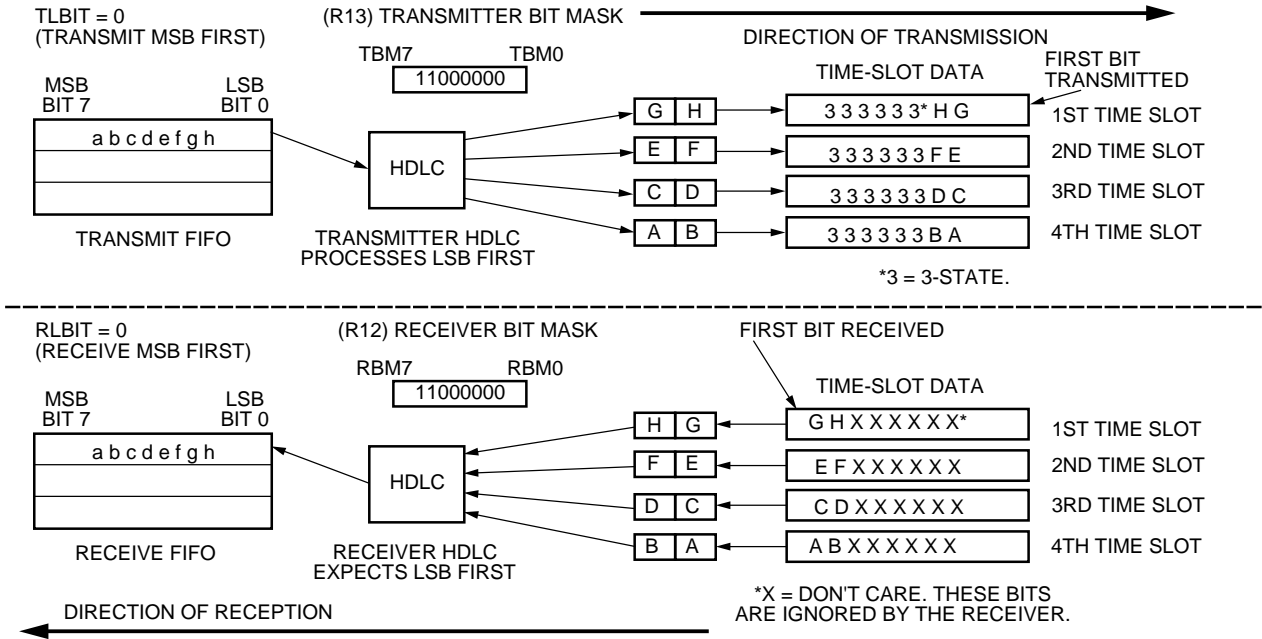 TLBIT = 0
(TRANSMIT MSB FIRST)
(R13) TRANSMITTER BIT MASK
TBM7 TBM0
11000000
DIRECTION OF TRANSMISSION
TIME-SLOT DATA
FIRST BIT
TRANSMITTED
MSB
BIT 7
LSB
BIT 0
a b c d e f g h
TRANSMIT FIFO
HDLC
TRANSMITTER HDLC
PROCESSES LSB FIRST
G H
3 3 3 3 3 3* H G
1ST TIME SLOT
E F
3 3 3 3 3 3 F E
2ND TIME SLOT
C D
3 3 3 3 3 3 D C
3RD TIME SLOT
A B
3 3 3 3 3 3 B A
4TH TIME SLOT
*3 = 3-STATE.
RLBIT = 0
(RECEIVE MSB FIRST)
(R12) RECEIVER BIT MASK
RBM7 RBM0
11000000
FIRST BIT RECEIVED
TIME-SLOT DATA
MSB
BIT 7
LSB
BIT 0
a b c d e f g h
RECEIVE FIFO
HDLC
RECEIVER HDLC
EXPECTS LSB FIRST
H G
G H X X X X X X*
1ST TIME SLOT
F E
E F X X X X X X
2ND TIME SLOT
D C
C D X X X X X X
3RD TIME SLOT
B A
A B X X X X X X
4TH TIME SLOT
*X = DON'T CARE. THESE BITS
ARE IGNORED BY THE RECEIVER.
DIRECTION OF RECEPTION